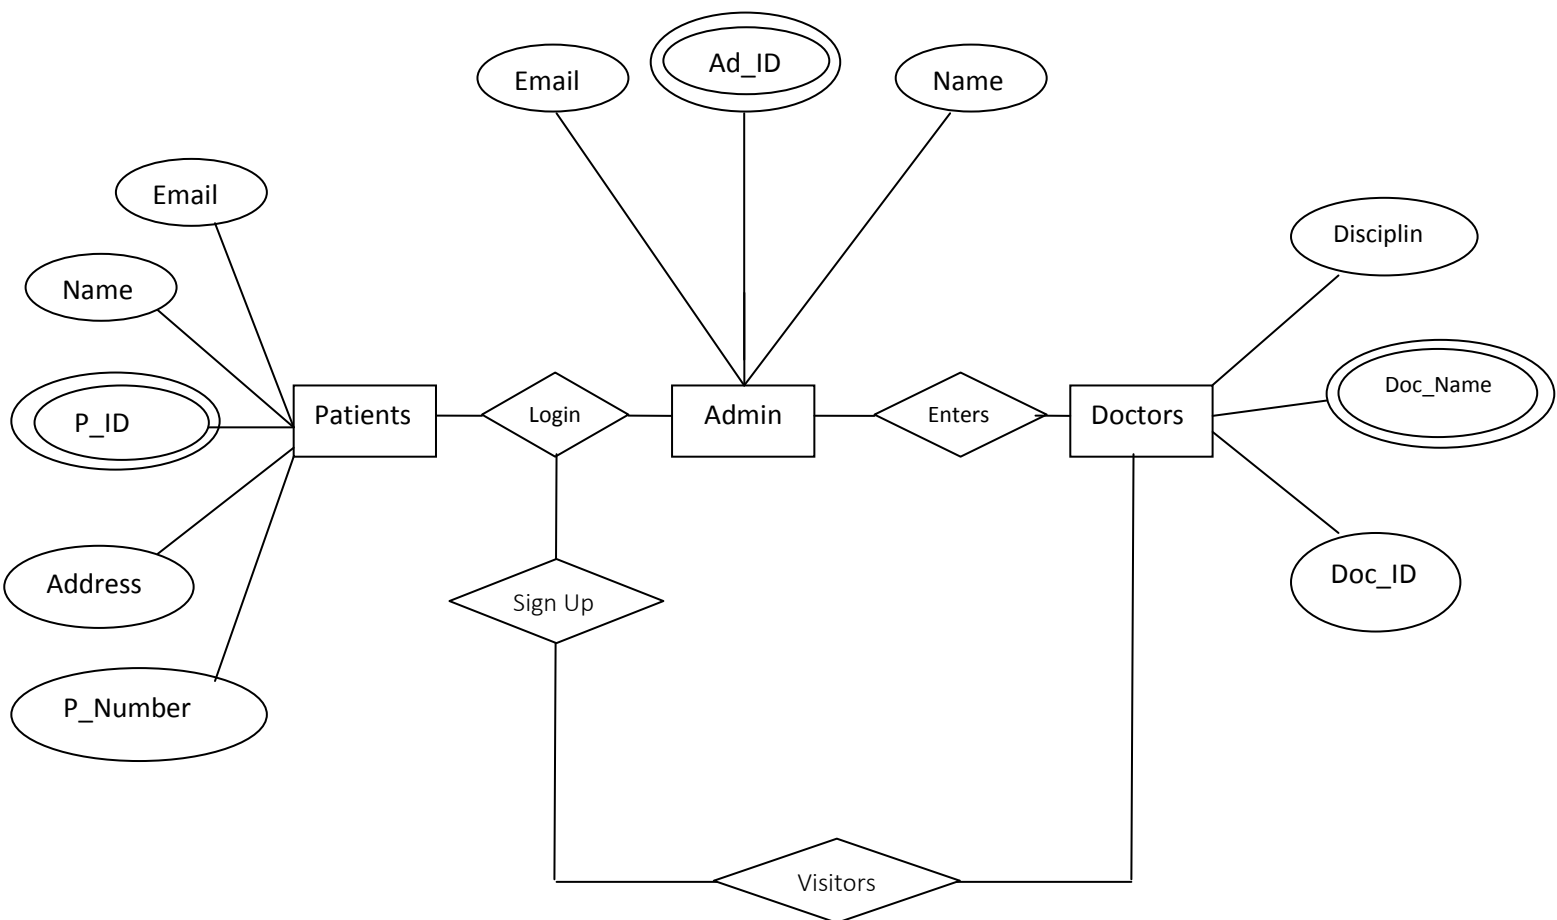 Email
Ad_ID
Name
Email
Disciplin
Name
Doc_Name
P_ID
Patients
Login
Admin
Enters
Doctors
Address
Sign Up
Doc_ID
P_Number
Visitors